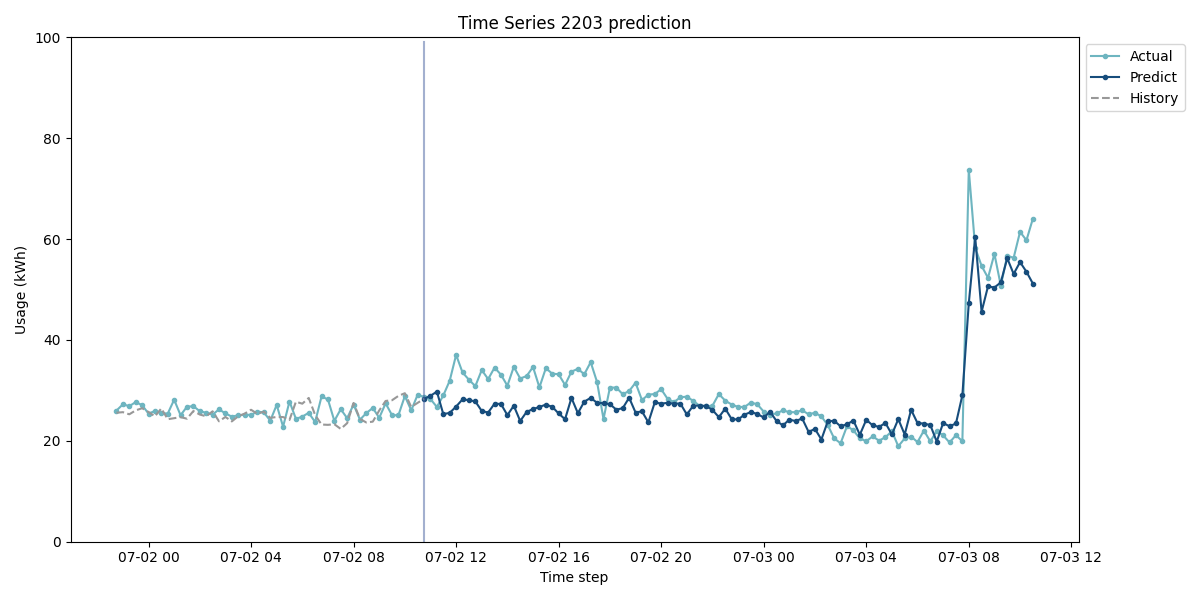 Time Series 2203 prediction
100
80
60
40
20
0
Usage (kWh)
07-02 00
07-02 04
07-02 08
07-02 12
07-02 16
07-02 20
07-03 00
07-03 04
07-03 08
07-03 12
Time step
Actual
Predict
History